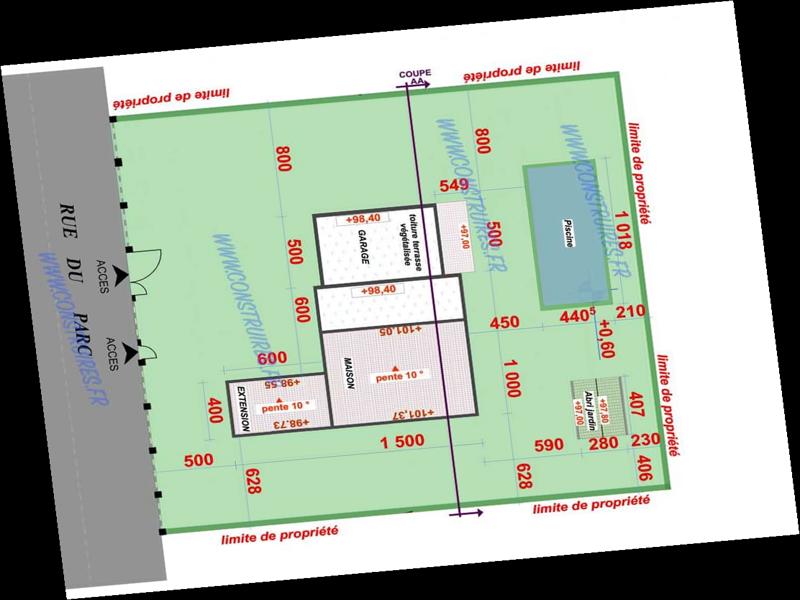 COUPE
AA
limite de propriété
limite de propriété
limite de propriété
800
800
549
+98,40
toiture terrasse
végétalisée
GARAGE
+97,00
500
500
Piscine
1 018
RUE DU PARC
ACCES
ACCES
+98,40
600
+101.05
450
440⁵
210
+0,60
600
+98.55
MAISON
pente 10 °
1 000
limite de propriété
EXTENSION
pente 10 °
400
+98.73
+101.37
Abri jardin
+97,00
+97,80
407
1 500
590
280
230
500
628
628
406
limite de propriété
limite de propriété
WWW.CONSTRUIRES.FR
WWW.CONSTRUIRES.FR
WWW.CONSTRUIRES.FR
WWW.CONSTRUIRES.FR